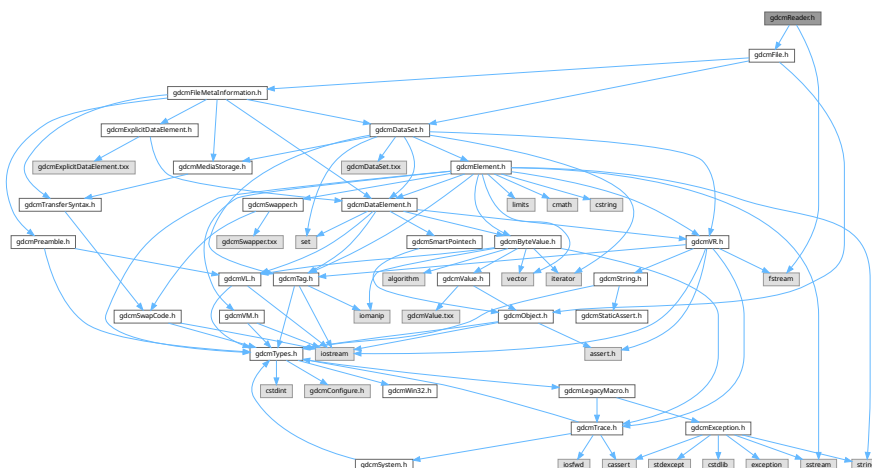 gdcmReader.h
gdcmFile.h
gdcmFileMetaInformation.h
gdcmExplicitDataElement.h
gdcmDataSet.h
gdcmExplicitDataElement.txx
gdcmMediaStorage.h
gdcmDataSet.txx
gdcmElement.h
gdcmTransferSyntax.h
gdcmSwapper.h
gdcmDataElement.h
limits
cmath
cstring
gdcmPreamble.h
gdcmSwapper.txx
set
gdcmSmartPointer.h
gdcmByteValue.h
gdcmVR.h
gdcmVL.h
gdcmTag.h
algorithm
gdcmValue.h
vector
iterator
gdcmString.h
fstream
gdcmSwapCode.h
gdcmVM.h
iomanip
gdcmValue.txx
gdcmObject.h
gdcmStaticAssert.h
gdcmTypes.h
iostream
assert.h
cstdint
gdcmConfigure.h
gdcmWin32.h
gdcmLegacyMacro.h
gdcmTrace.h
gdcmException.h
gdcmSystem.h
iosfwd
cassert
stdexcept
cstdlib
exception
sstream